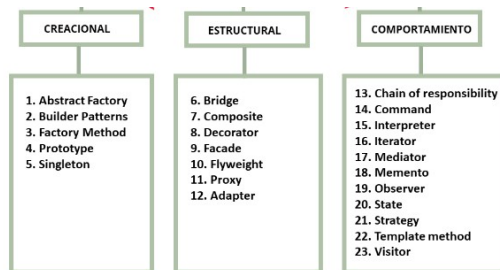 CREACIONAL
1. Abstract Factory
2. Builder Patterns
3. Factory Method
4. Prototype
5. Singleton
ESTRUCTURAL
6. Bridge
7. Composite
8. Decorator
9. Facade
10. Flyweight
11. Proxy
12. Adapter
COMPORTAMIENTO
13. Chain of responsibility
14. Command
15. Interpreter
16. Iterator
17. Mediator
18. Memento
19. Observer
20. State
21. Strategy
22. Template method
23. Visitor